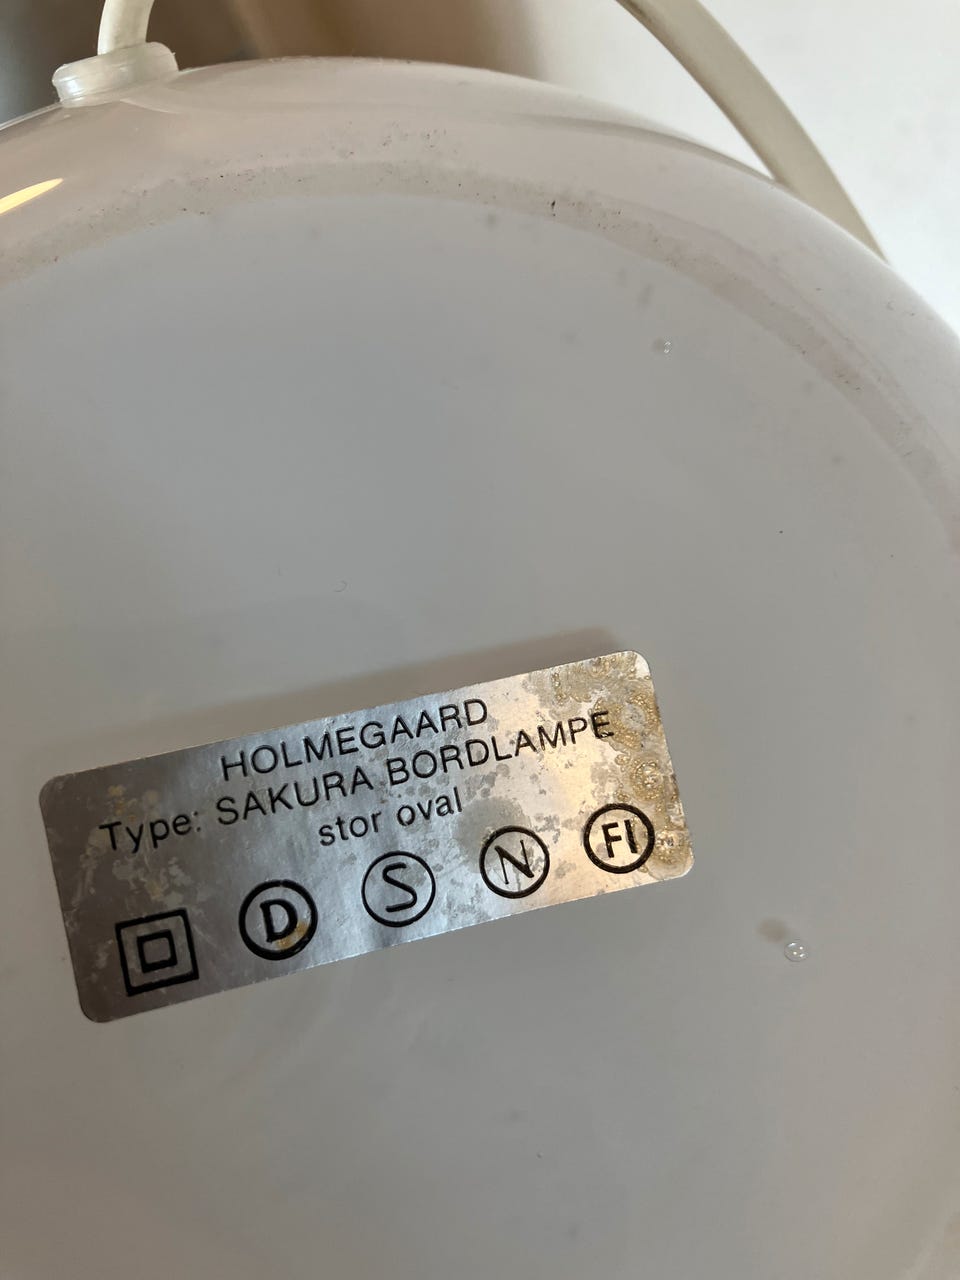 HOLMEGAARD
Type: SAKURA BORDLAMPE
stor oval
D S N FI